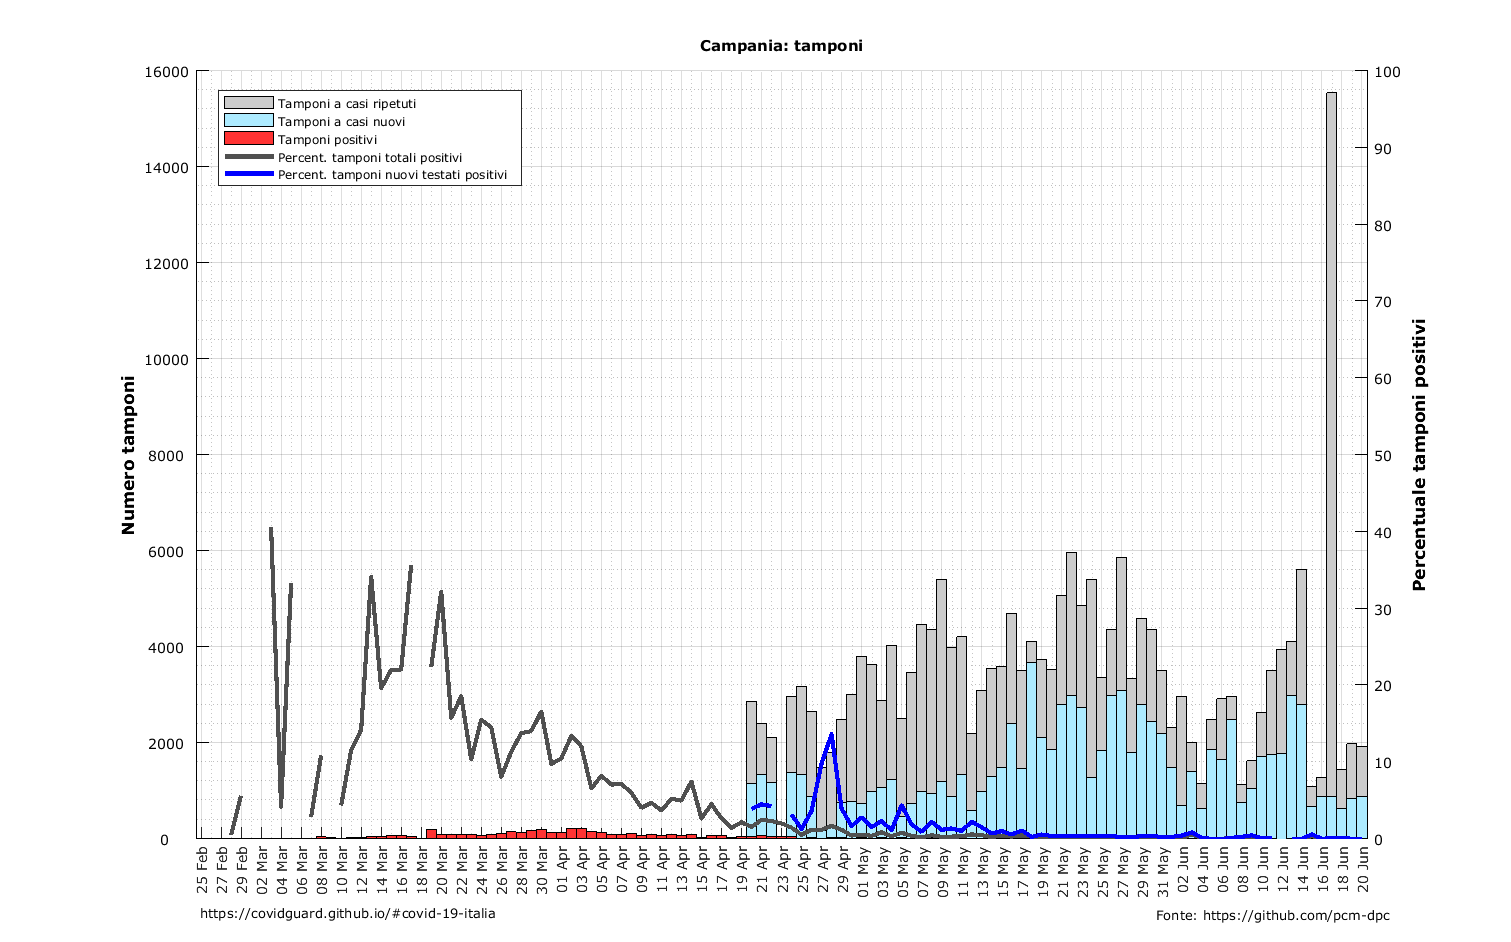 Campania: tamponi
Numero tamponi
Percentuale tamponi positivi
16000
14000
12000
10000
8000
6000
4000
2000
0
100
90
80
70
60
50
40
30
20
10
0
Tamponi a casi ripetuti
Tamponi a casi nuovi
Tamponi positivi
Percent. tamponi totali positivi
Percent. tamponi nuovi testati positivi
25 Feb
27 Feb
29 Feb
02 Mar
04 Mar
06 Mar
08 Mar
10 Mar
12 Mar
14 Mar
16 Mar
18 Mar
20 Mar
22 Mar
24 Mar
26 Mar
28 Mar
30 Mar
01 Apr
03 Apr
05 Apr
07 Apr
09 Apr
11 Apr
13 Apr
15 Apr
17 Apr
19 Apr
21 Apr
23 Apr
25 Apr
27 Apr
29 Apr
01 May
03 May
05 May
07 May
09 May
11 May
13 May
15 May
17 May
19 May
21 May
23 May
25 May
27 May
29 May
31 May
02 Jun
04 Jun
06 Jun
08 Jun
10 Jun
12 Jun
14 Jun
16 Jun
18 Jun
20 Jun
https://covidguard.github.io/#covid-19-italia
Fonte: https://github.com/pcm-dpc